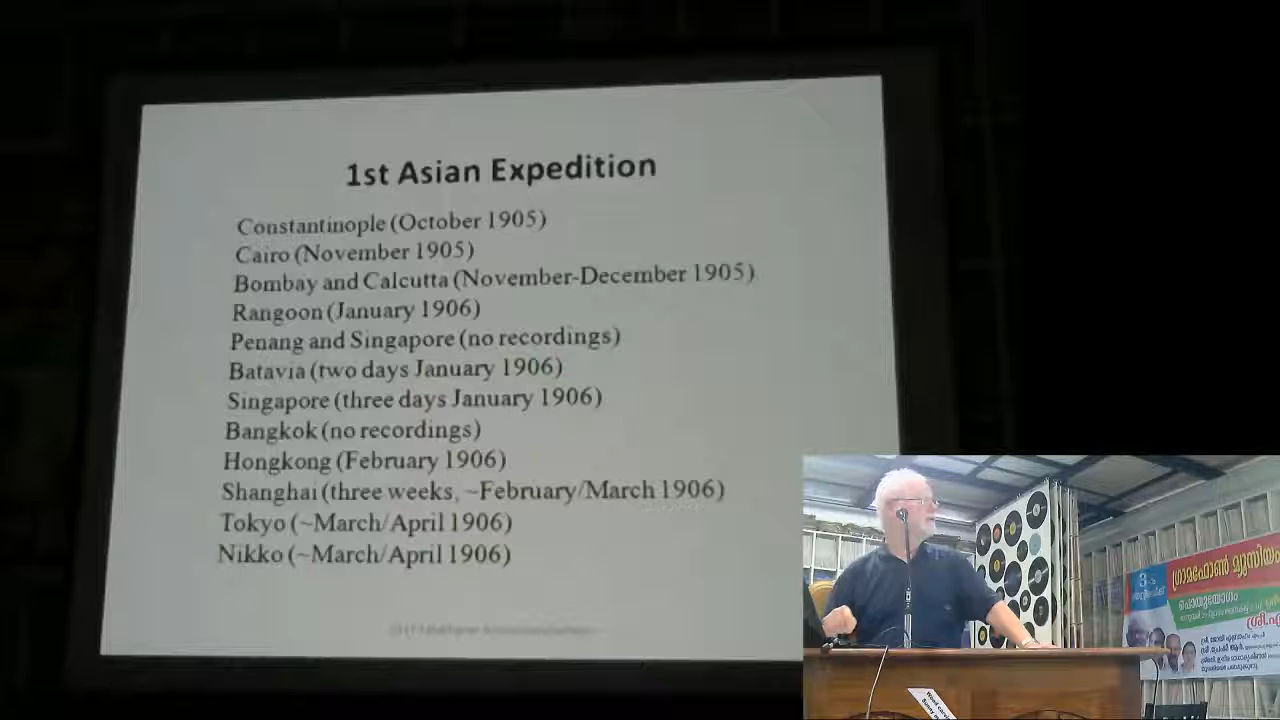 1st Asian Expedition
Constantinople (October 1905)
Cairo (November 1905)
Bombay and Calcutta (November-December 1905)
Rangoon (January 1906)
Penang and Singapore (no recordings)
Batavia (two days January 1906)
Singapore (three days January 1906)
Bangkok (no recordings)
Hongkong (February 1906)
Shanghai (three weeks, ~February/March 1906)
Tokyo (~March/April 1906)
Nikko (~March/April 1906)
ഗ്രാമഫോൺ മ്യൂസിയം
പൊതുയോഗം